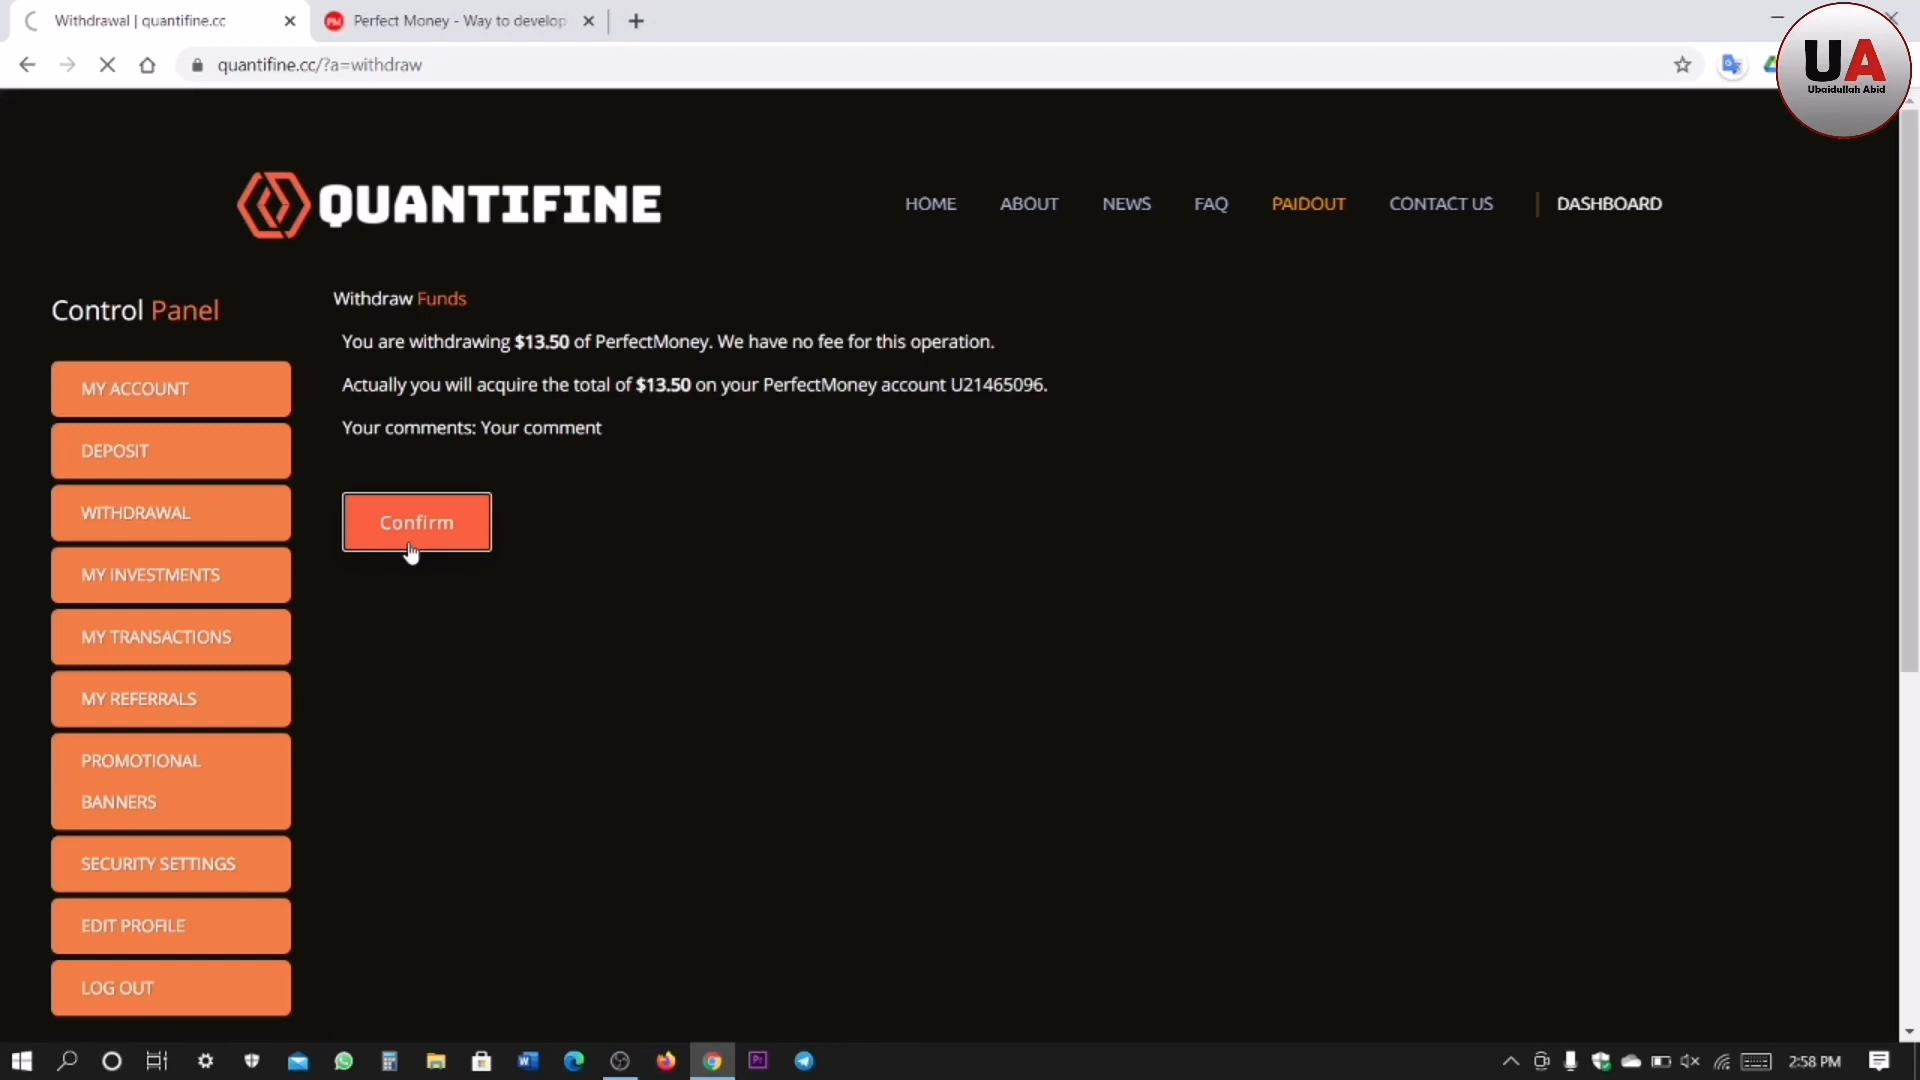 Withdrawal | quantifine.cc
Perfect Money - Way to develop
quantifine.cc/?a=withdraw
UA
Ubaidullah Abid
QUANTIFINE
HOME
ABOUT
NEWS
FAQ
PAIDOUT
CONTACT US
DASHBOARD
Control Panel
MY ACCOUNT
DEPOSIT
WITHDRAWAL
MY INVESTMENTS
MY TRANSACTIONS
MY REFERRALS
PROMOTIONAL
BANNERS
SECURITY SETTINGS
EDIT PROFILE
LOG OUT
Withdraw Funds
You are withdrawing $13.50 of PerfectMoney. We have no fee for this operation.
Actually you will acquire the total of $13.50 on your PerfectMoney account U21465096.
Your comments: Your comment
Confirm
2:58 PM